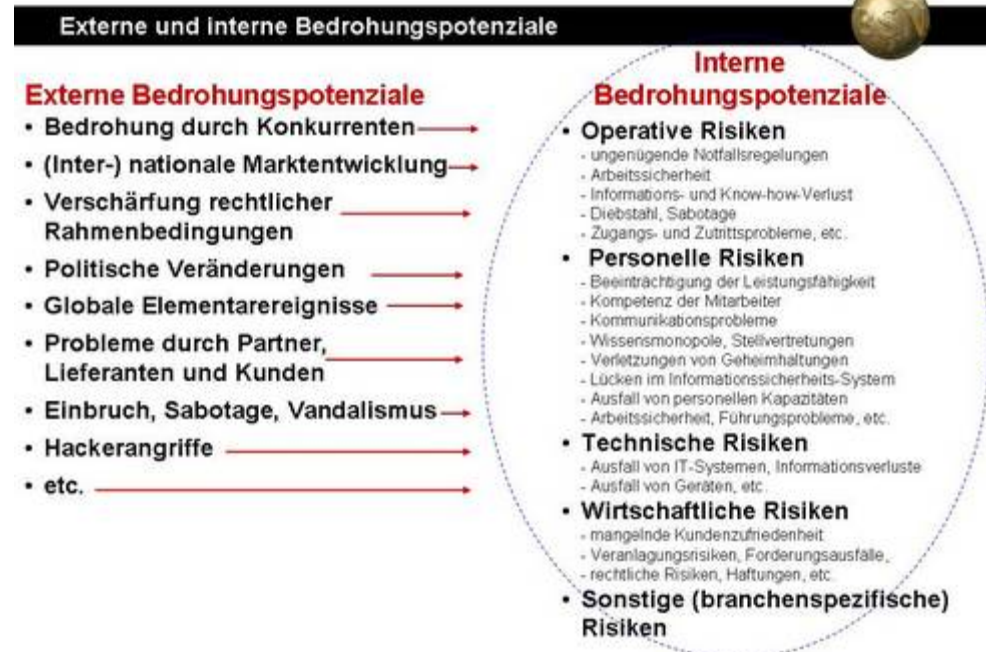 Externe und interne Bedrohungspotenziale
Externe Bedrohungspotenziale
• Bedrohung durch Konkurrenten
• (Inter-) nationale Marktentwicklung
• Verschärfung rechtlicher
Rahmenbedingungen
• Politische Veränderungen
• Globale Elementarereignisse
• Probleme durch Partner,
Lieferanten und Kunden
• Einbruch, Sabotage, Vandalismus
• Hackerangriffe
• etc.
Interne
Bedrohungspotenziale
• Operative Risiken
- ungenügende Notfallsregelungen
- Arbeitssicherheit
- Informations- und Know-how-Verlust
- Diebstahl, Sabotage
- Zugangs- und Zutrittsprobleme, etc.
• Personelle Risiken
- Beeinträchtigung der Leistungsfähigkeit
- Kompetenz der Mitarbeiter
- Kommunikationsprobleme
- Wissensmonopole, Stellvertretungen
- Verletzungen von Geheimhaltungen
- Lücken im Informationssicherheits-System
- Ausfall von personellen Kapazitäten
- Arbeitssicherheit, Führungsprobleme, etc.
• Technische Risiken
- Ausfall von IT-Systemen, Informationsverluste
- Ausfall von Geräten, etc.
• Wirtschaftliche Risiken
- mangelnde Kundenzufriedenheit
- Veranlagungsrisiken, Forderungsausfälle,
- rechtliche Risiken, Haftungen, etc.
• Sonstige (branchenspezifische)
Risiken